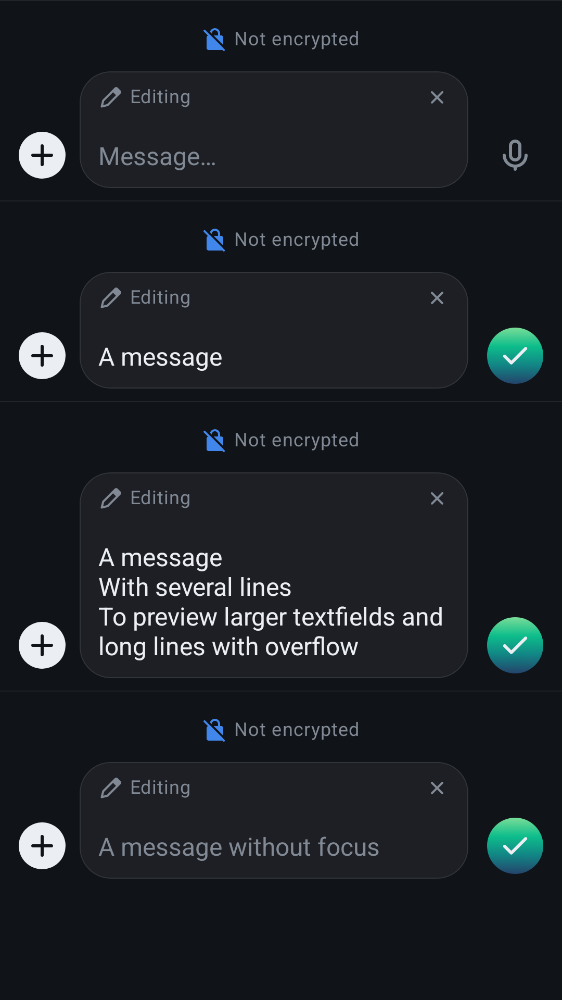 Not encrypted
Editing
Message…
Not encrypted
Editing
A message
Not encrypted
Editing
A message
With several lines
To preview larger textfields and
long lines with overflow
Not encrypted
Editing
A message without focus